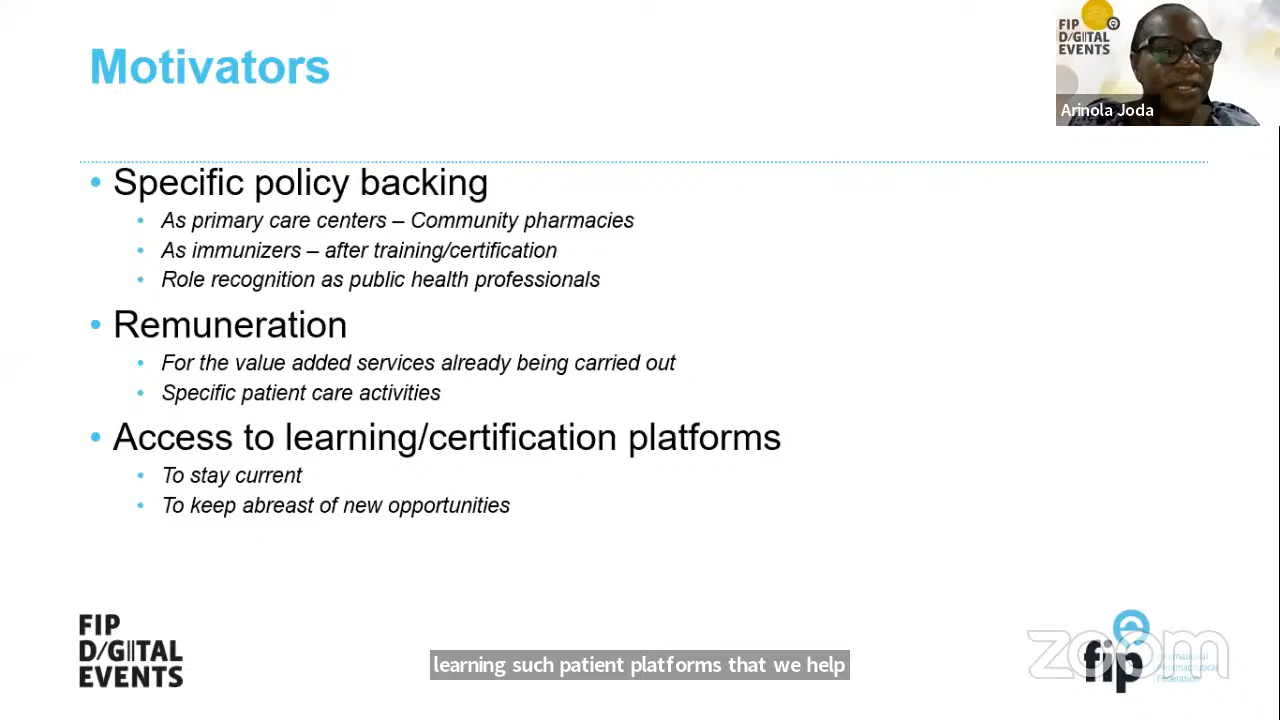 Motivators
FIP
D/GITAL
EVENTS
Arinola Joda
• Specific policy backing
• As primary care centers – Community pharmacies
• As immunizers – after training/certification
• Role recognition as public health professionals
• Remuneration
• For the value added services already being carried out
• Specific patient care activities
• Access to learning/certification platforms
• To stay current
• To keep abreast of new opportunities
FIP
D/GITAL
EVENTS
learning such patient platforms that we help
zoom
fip
International
Pharmaceutical
Federation